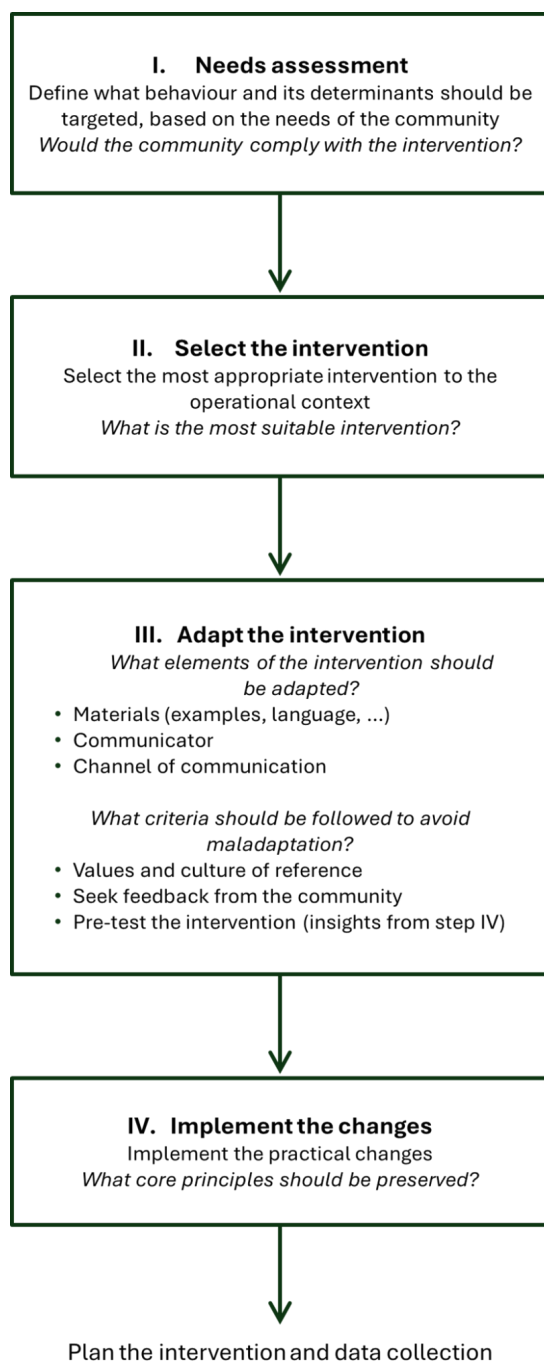 I. Needs assessment
Define what behaviour and its determinants should be
targeted, based on the needs of the community
Would the community comply with the intervention?
II. Select the intervention
Select the most appropriate intervention to the
operational context
What is the most suitable intervention?
III. Adapt the intervention
What elements of the intervention should
be adapted?
• Materials (examples, language, ...)
• Communicator
• Channel of communication
What criteria should be followed to avoid
maladaptation?
• Values and culture of reference
• Seek feedback from the community
• Pre-test the intervention (insights from step IV)
IV. Implement the changes
Implement the practical changes
What core principles should be preserved?
Plan the intervention and data collection